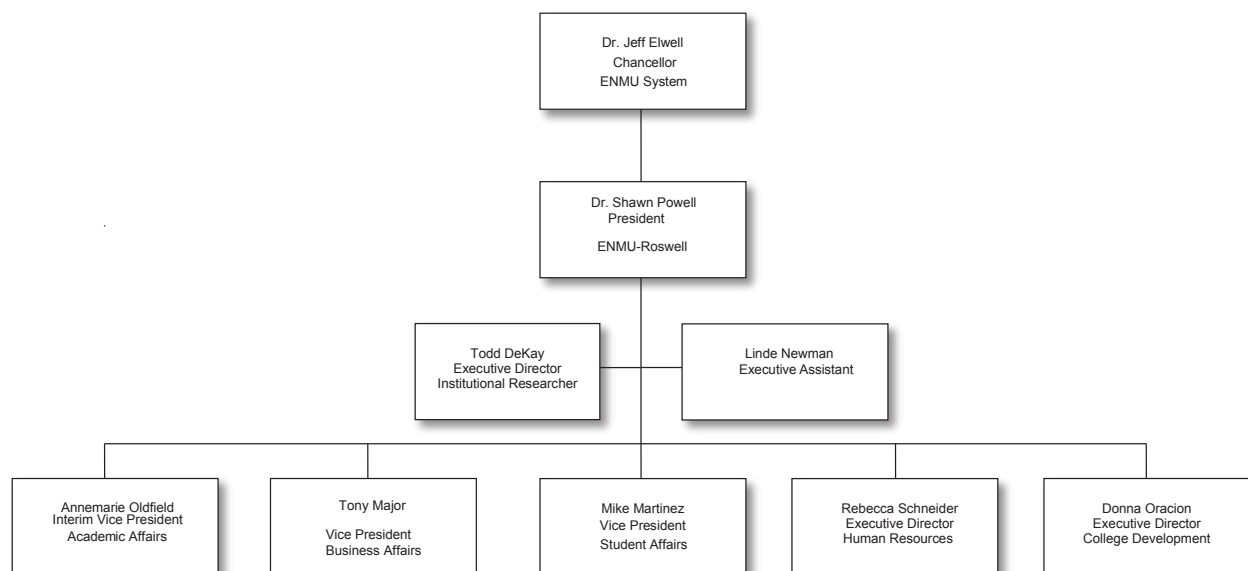 Dr. Jeff Elwell
Chancellor
ENMU System
Dr. Shawn Powell
President
ENMU-Roswell
Todd DeKay
Executive Director
Institutional Researcher
Linde Newman
Executive Assistant
Annemarie Oldfield
Interim Vice President
Academic Affairs
Tony Major
Vice President
Business Affairs
Mike Martinez
Vice President
Student Affairs
Rebecca Schneider
Executive Director
Human Resources
Donna Oracion
Executive Director
College Development